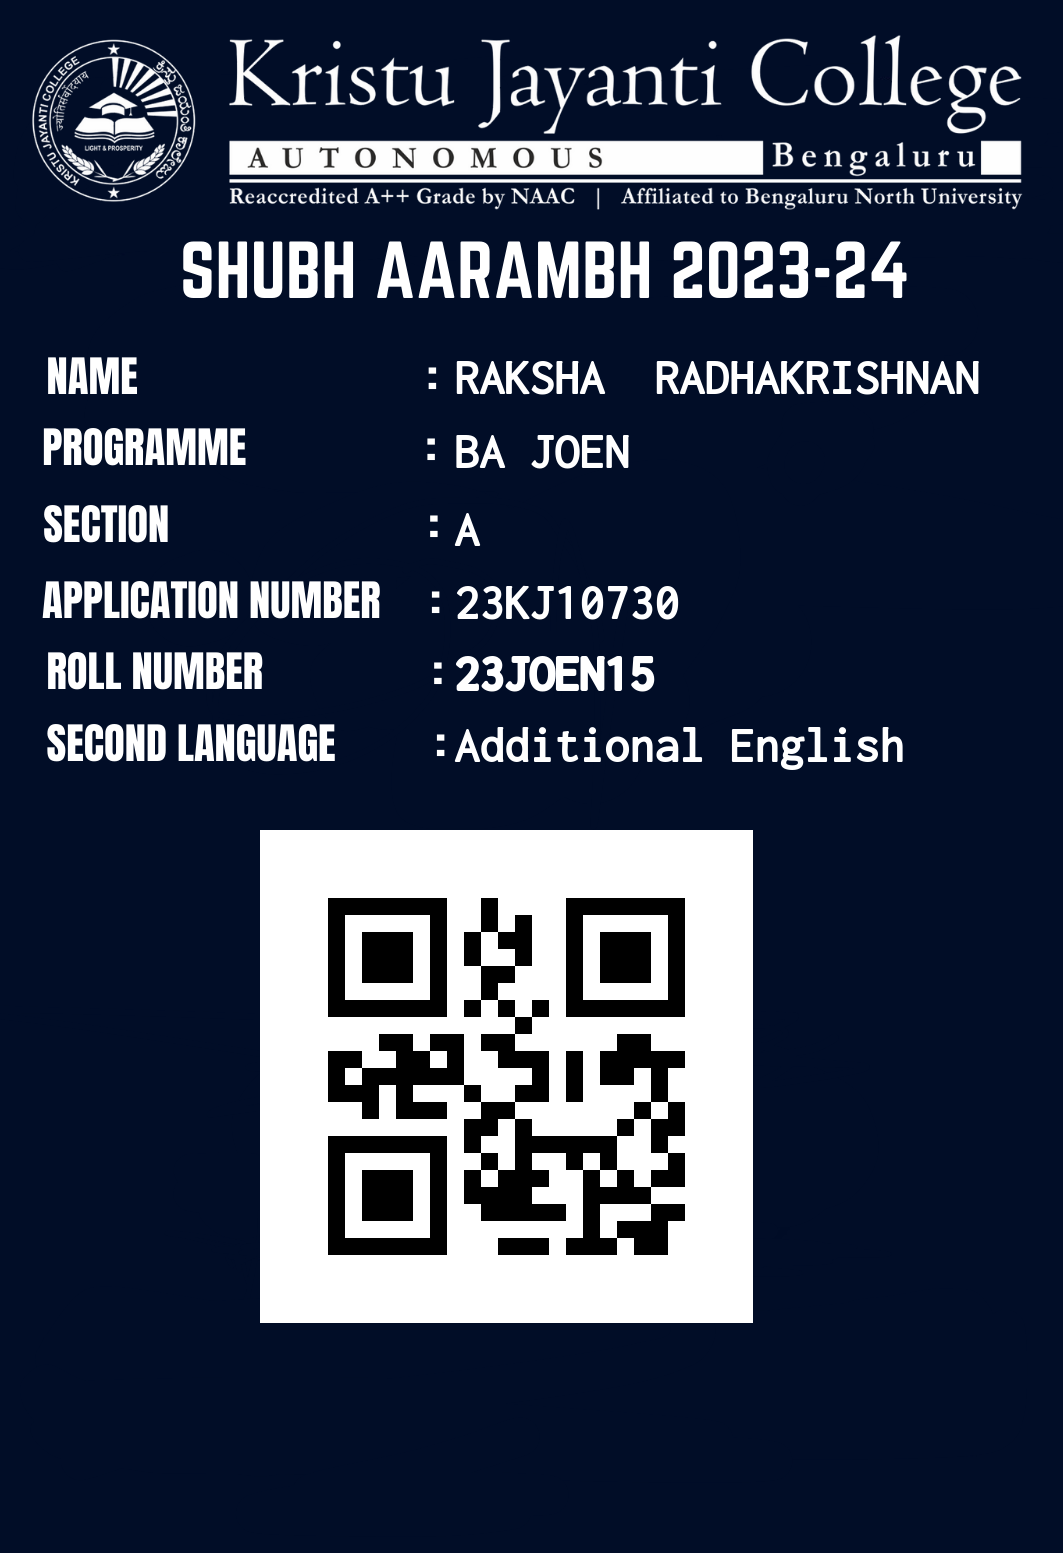 Kristu Jayanti College
AUTONOMOUS Bengaluru
Reaccredited A++ Grade by NAAC | Affiliated to Bengaluru North University
KRISTU JAYANTI COLLEGE
LIGHT & PROSPERITY
SHUBH AARAMBH 2023-24
NAME : RAKSHA RADHAKRISHNAN
PROGRAMME : BA JOEN
SECTION : A
APPLICATION NUMBER : 23KJ10730
ROLL NUMBER : 23JOEN15
SECOND LANGUAGE : Additional English